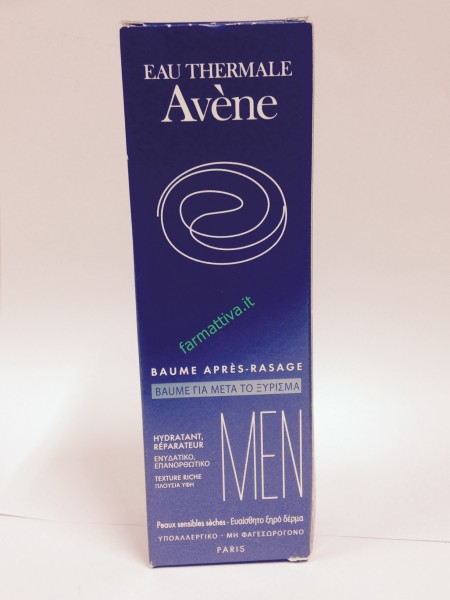 EAU THERMALE
Avène
farmattiva.it
BAUME APRÈS-RASAGE
BAUME ΓΙΑ ΜΕΤΑ ΤΟ ΞΥΡΙΣΜΑ
HYDRATANT,
RÉPARATEUR
ΕΝΥΔΑΤΙΚΟ,
ΕΠΑΝΟΡΘΩΤΙΚΟ
TEXTURE RICHE
ΠΛΟΥΣΙΑ ΥΦΗ
MEN
Peaux sensibles sèches - Ευαίσθητο ξηρό δέρμα
ΥΠΟΑΛΛΕΡΓΙΚΟ · ΜΗ ΦΑΓΕΣΩΡΟΓΟΝΟ
PARIS